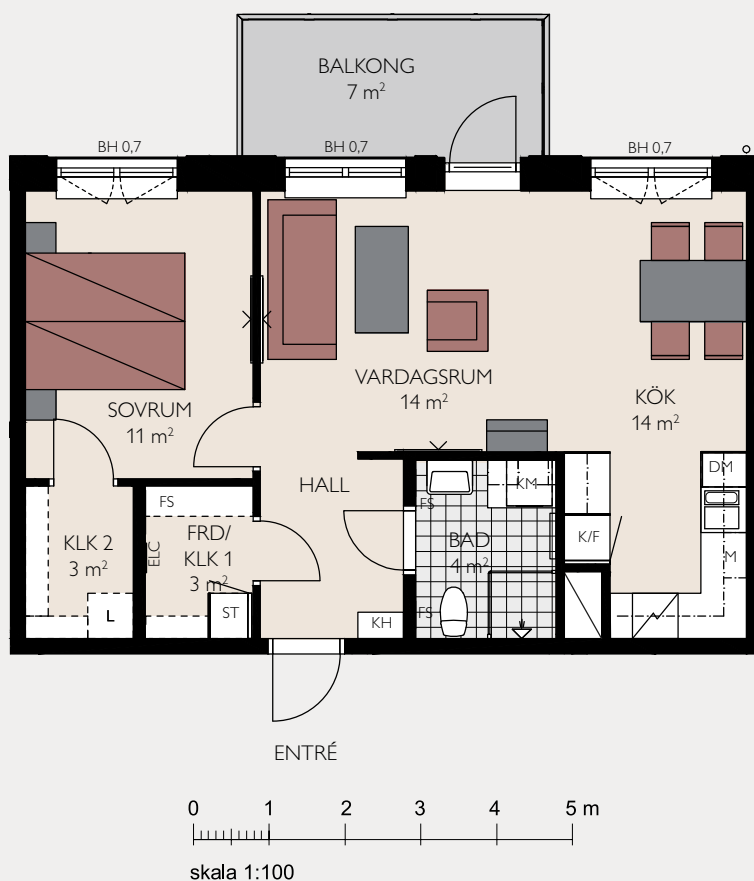 BALKONG
7 m²
BH 0,7
BH 0,7
BH 0,7
VARDAGSRUM
14 m²
KÖK
14 m²
SOVRUM
11 m²
HALL
DM
KM
FS
FS
FRD/
KLK 1
3 m²
ELC
KLK 2
3 m²
BAD
4 m²
K/F
M
L
ST
FS
KH
ENTRÉ
0 1 2 3 4 5 m
skala 1:100